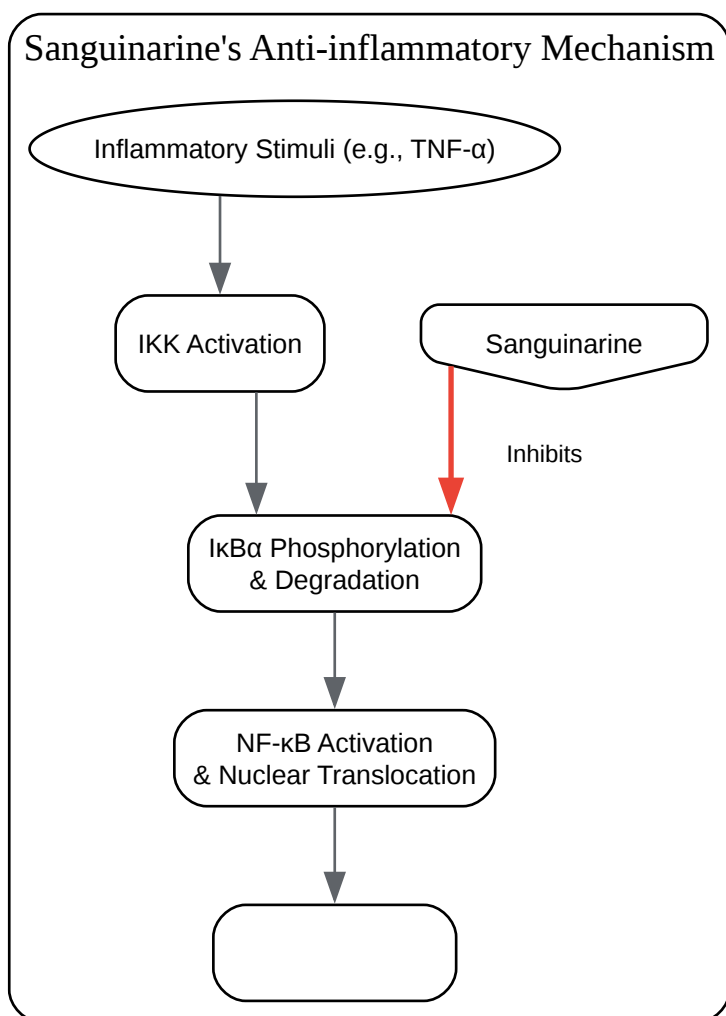 Sanguinarine's Anti-inflammatory Mechanism
Inflammatory Stimuli (e.g., TNF-α)
IKK Activation
Sanguinarine
Inhibits
IκBα Phosphorylation
& Degradation
NF-κB Activation
& Nuclear Translocation